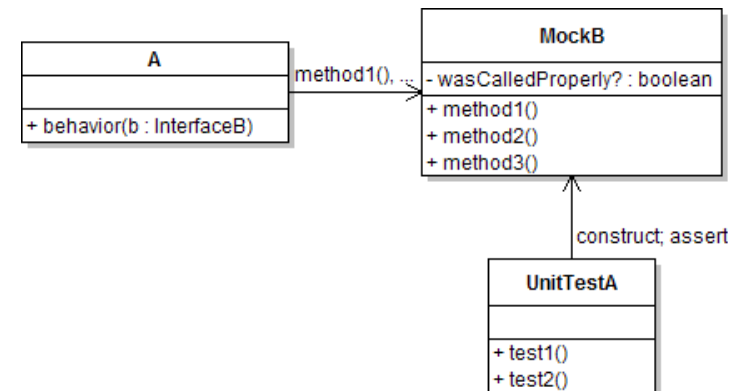 A
+ behavior(b : InterfaceB)
method1(), ...
MockB
- wasCalledProperly? : boolean
+ method1()
+ method2()
+ method3()
construct; assert
UnitTestA
+ test1()
+ test2()